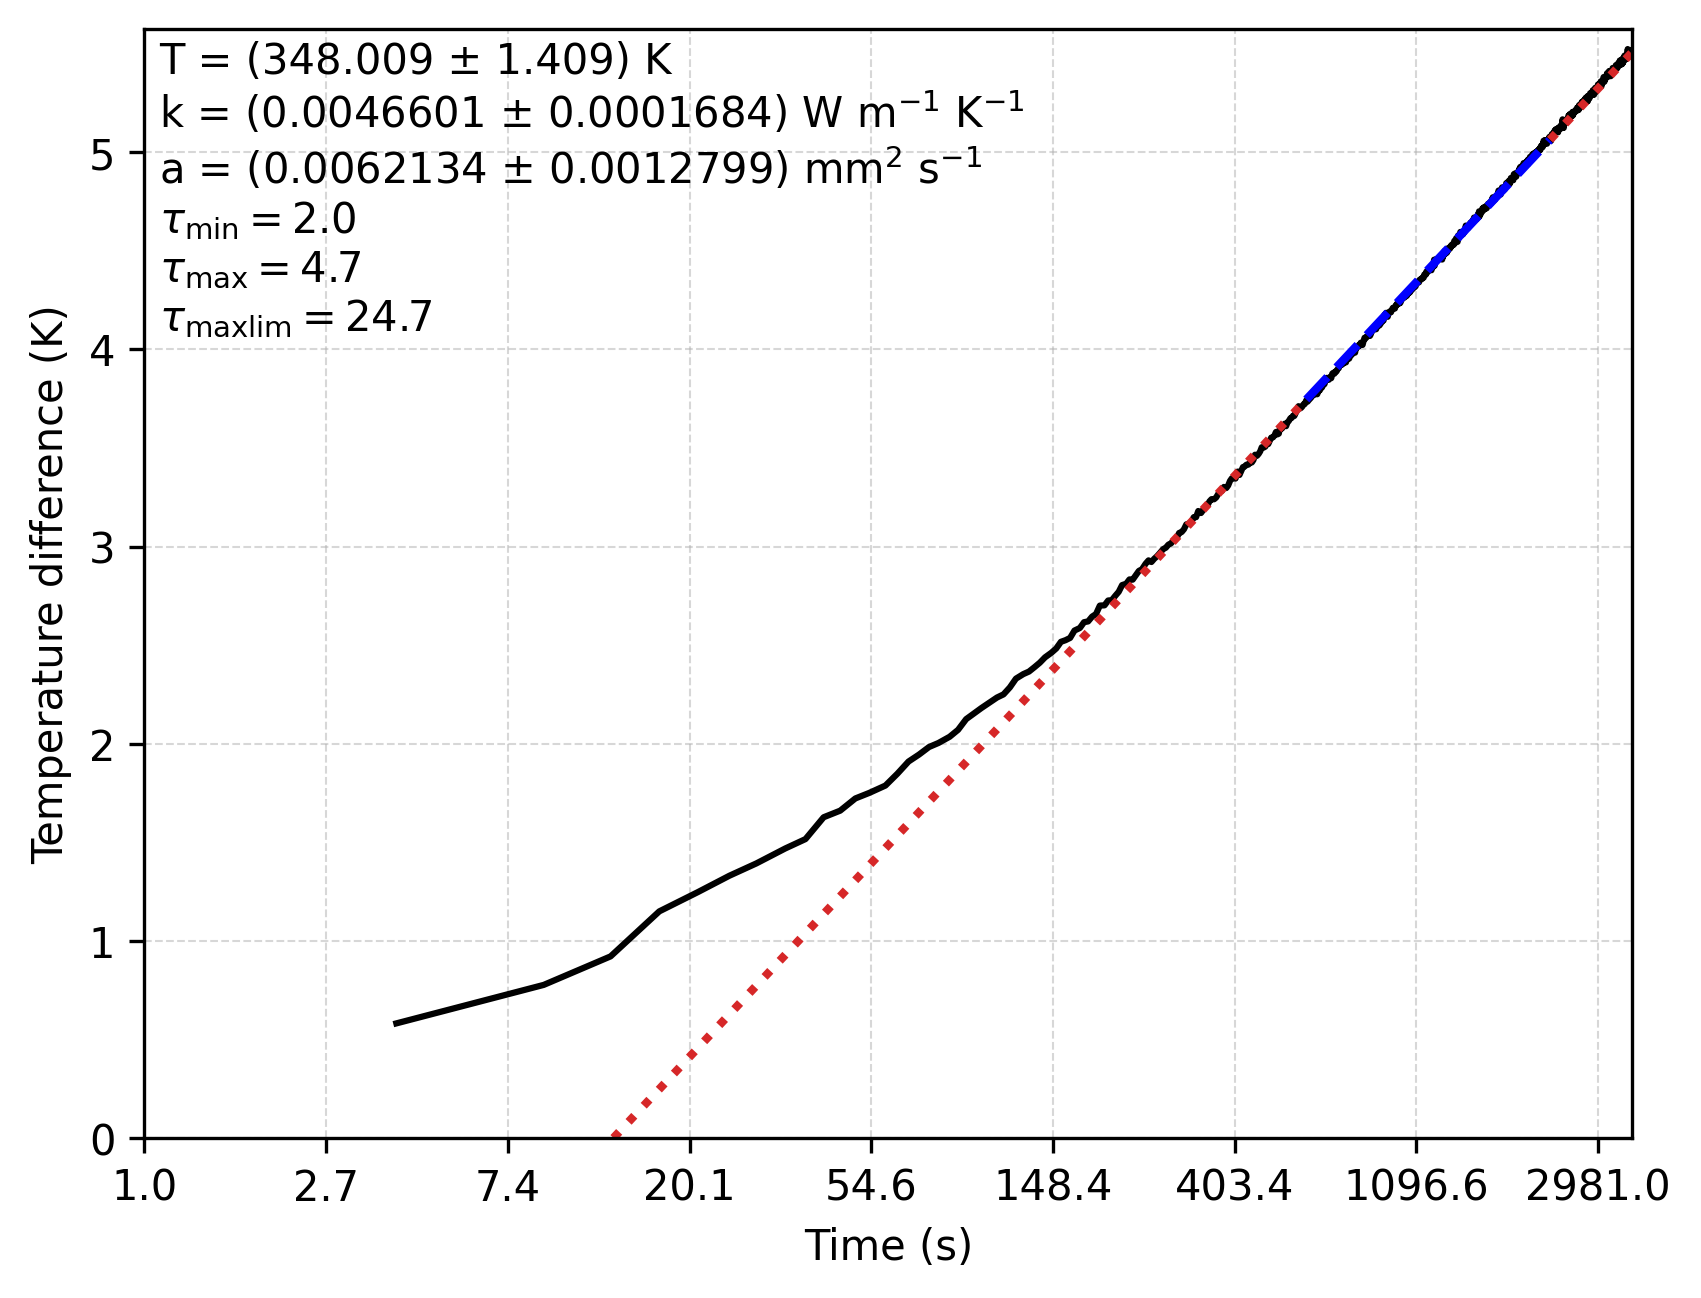 T = (348.009 ± 1.409) K
k = (0.0046601 ± 0.0001684) W m⁻¹ K⁻¹
a = (0.0062134 ± 0.0012799) mm² s⁻¹
τmin = 2.0
τmax = 4.7
τmaxlim = 24.7
Temperature difference (K)
5
4
3
2
1
0
1.0 2.7 7.4 20.1 54.6 148.4 403.4 1096.6 2981.0
Time (s)